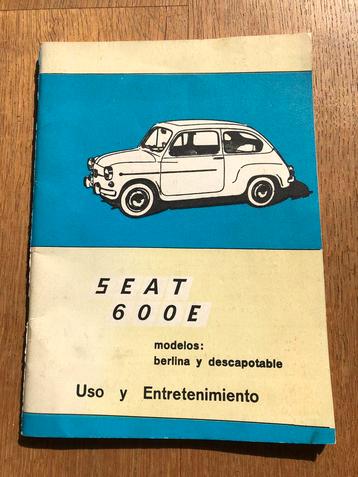 SEAT
600E
modelos:
berlina y descapotable
Uso y Entretenimiento